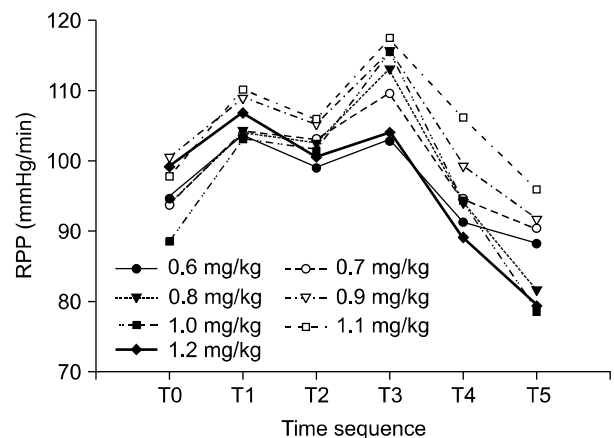 120
110
100
90
80
70
RPP (mmHg/min)
0.6 mg/kg 0.7 mg/kg
0.8 mg/kg 0.9 mg/kg
1.0 mg/kg 1.1 mg/kg
1.2 mg/kg
T0 T1 T2 T3 T4 T5
Time sequence